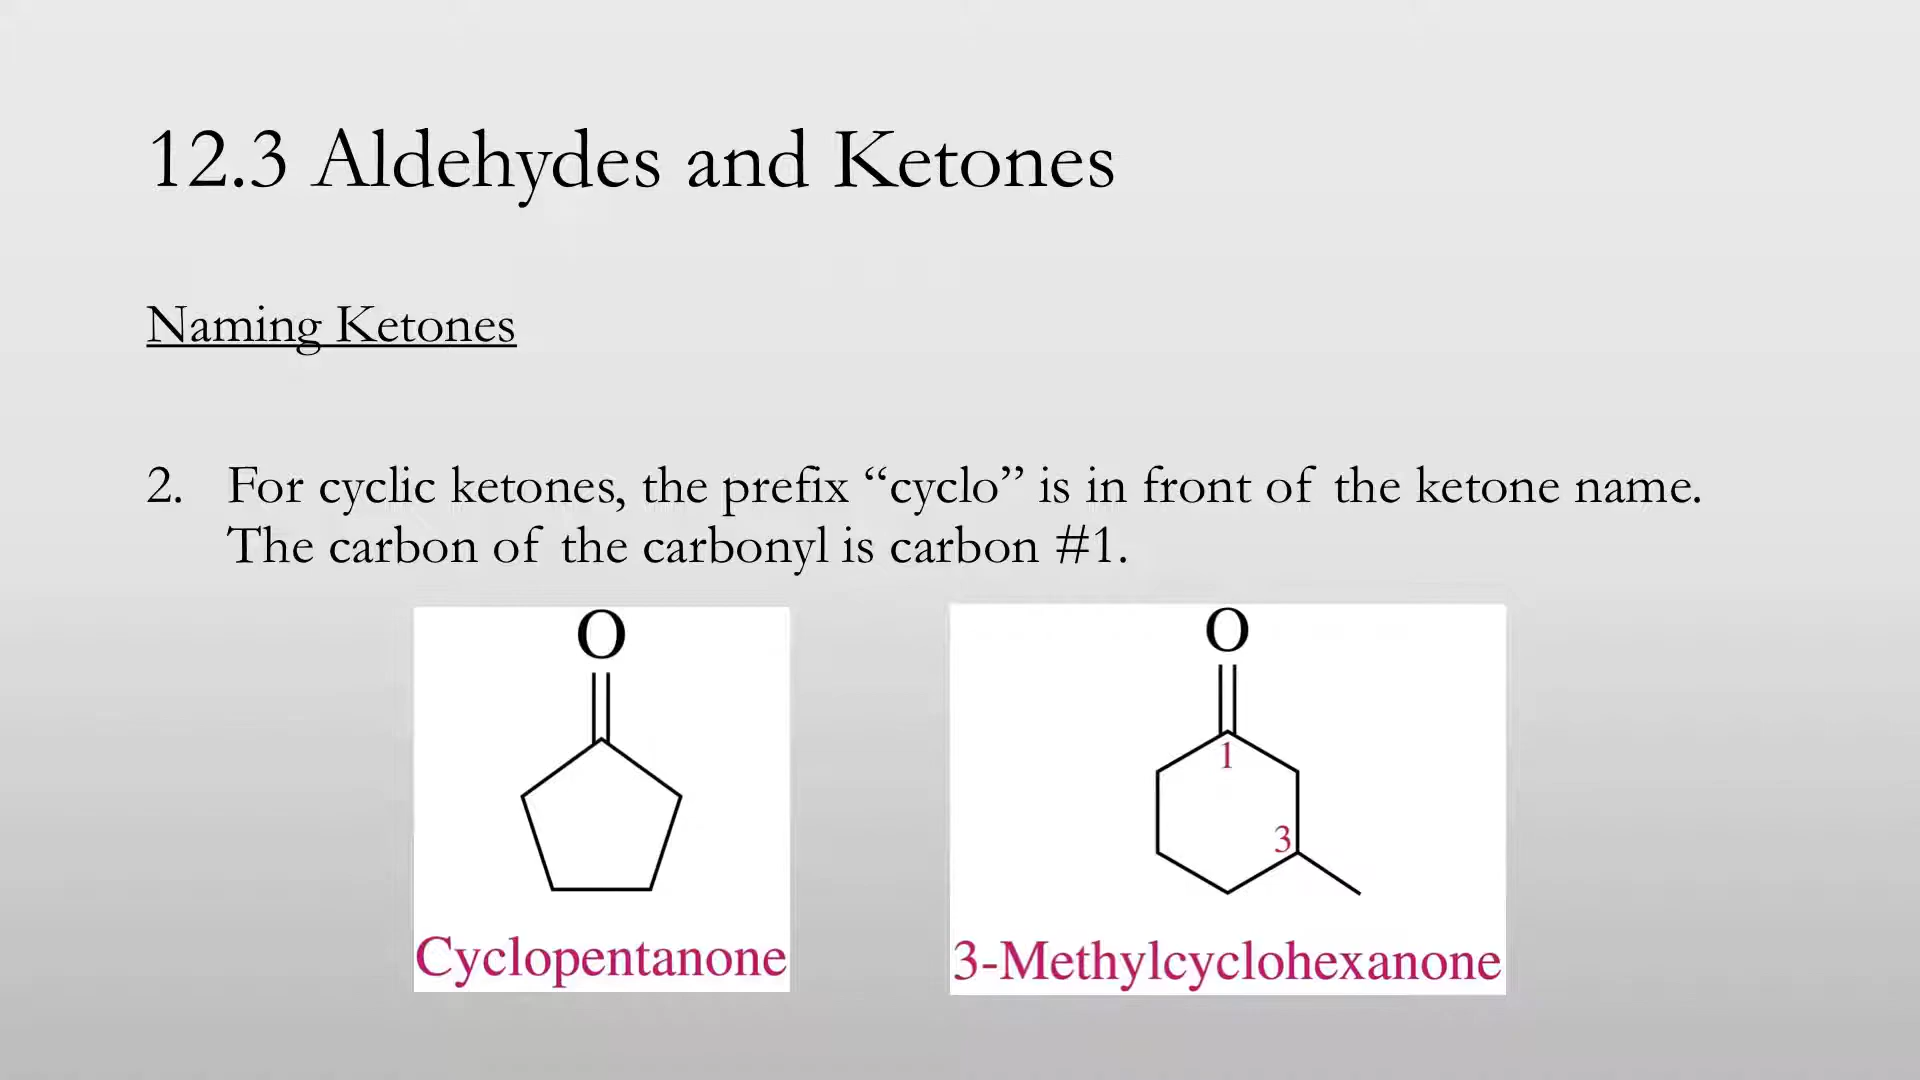 12.3 Aldehydes and Ketones
Naming Ketones
2. For cyclic ketones, the prefix “cyclo” is in front of the ketone name.
The carbon of the carbonyl is carbon #1.
O
Cyclopentanone
O
1
3
3-Methylcyclohexanone